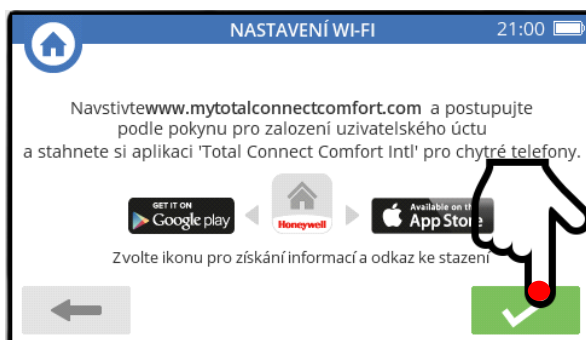 NASTAVENÍ WI-FI 21:00
Navstivtewww.mytotalconnectcomfort.com a postupujte
podle pokynu pro zalození uzivatelského úctu
a stahnete si aplikaci 'Total Connect Comfort Intl' pro chytré telefony.
GET IT ON
Google play
Honeywell
Available on the
App Store
Zvolte ikonu pro získání informací a odkaz ke stazení